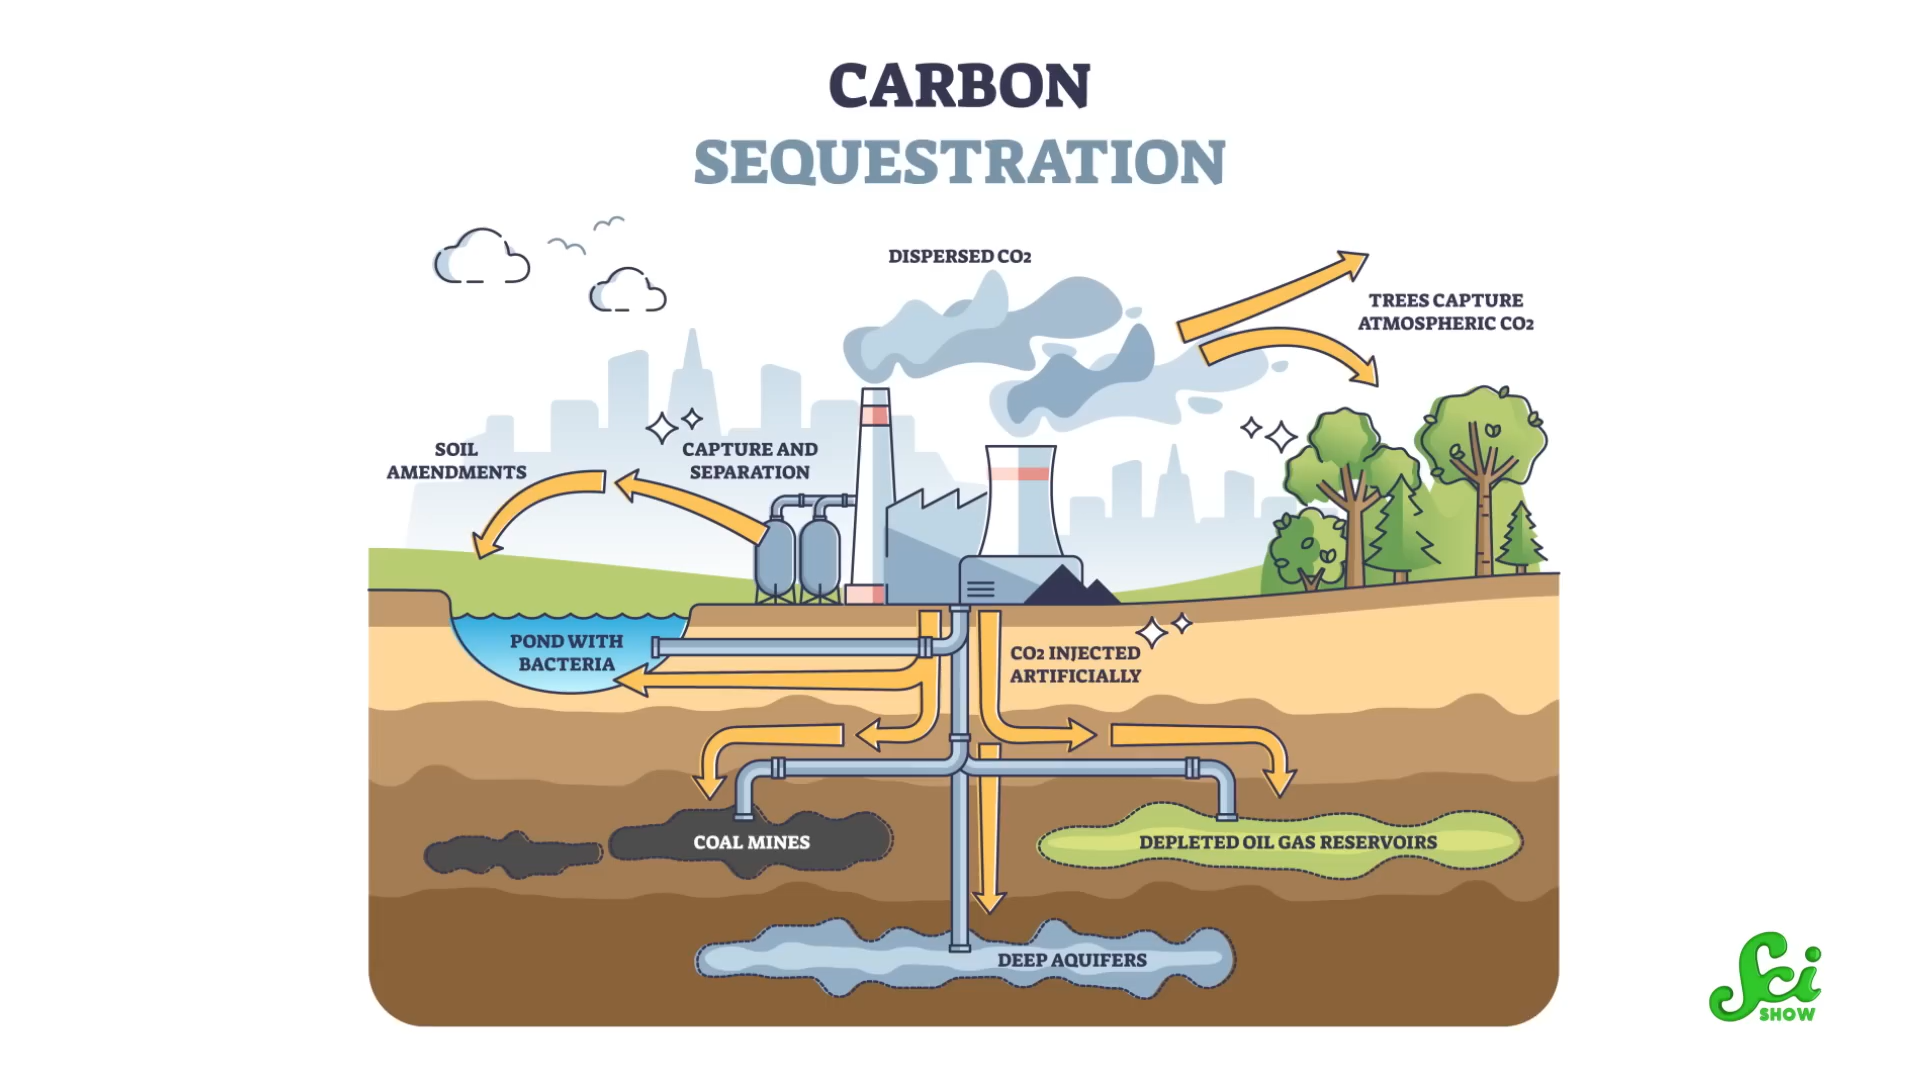 CARBON
SEQUESTRATION
DISPERSED CO2
TREES CAPTURE
ATMOSPHERIC CO2
SOIL
AMENDMENTS
CAPTURE AND
SEPARATION
POND WITH
BACTERIA
CO2 INJECTED
ARTIFICIALLY
COAL MINES
DEPLETED OIL GAS RESERVOIRS
DEEP AQUIFERS
Sci
SHOW